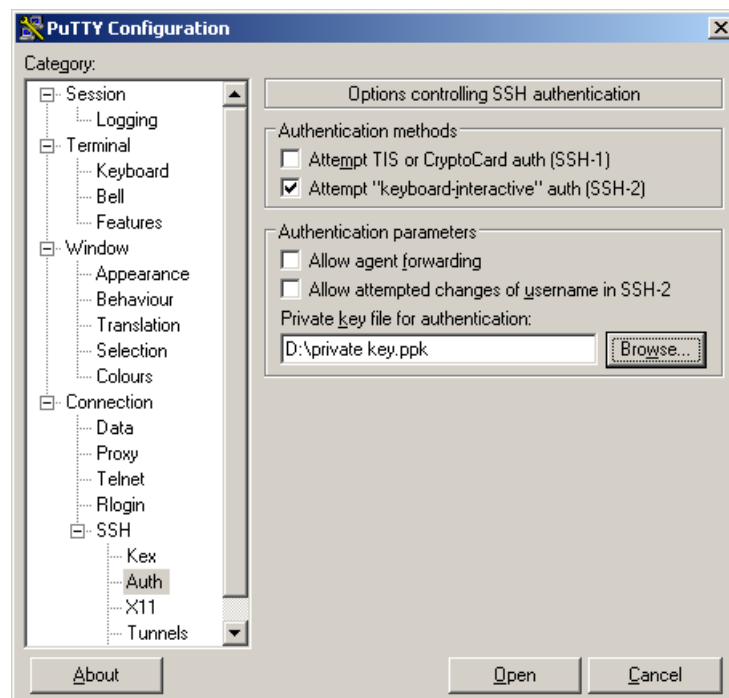 PuTTY Configuration
Category:
Session
Logging
Terminal
Keyboard
Bell
Features
Window
Appearance
Behaviour
Translation
Selection
Colours
Connection
Data
Proxy
Telnet
Rlogin
SSH
Kex
Auth
X11
Tunnels
Options controlling SSH authentication
Authentication methods
Attempt TIS or CryptoCard auth (SSH-1)
Attempt "keyboard-interactive" auth (SSH-2)
Authentication parameters
Allow agent forwarding
Allow attempted changes of username in SSH-2
Private key file for authentication:
D:\private key.ppk
Browse...
About
Open
Cancel